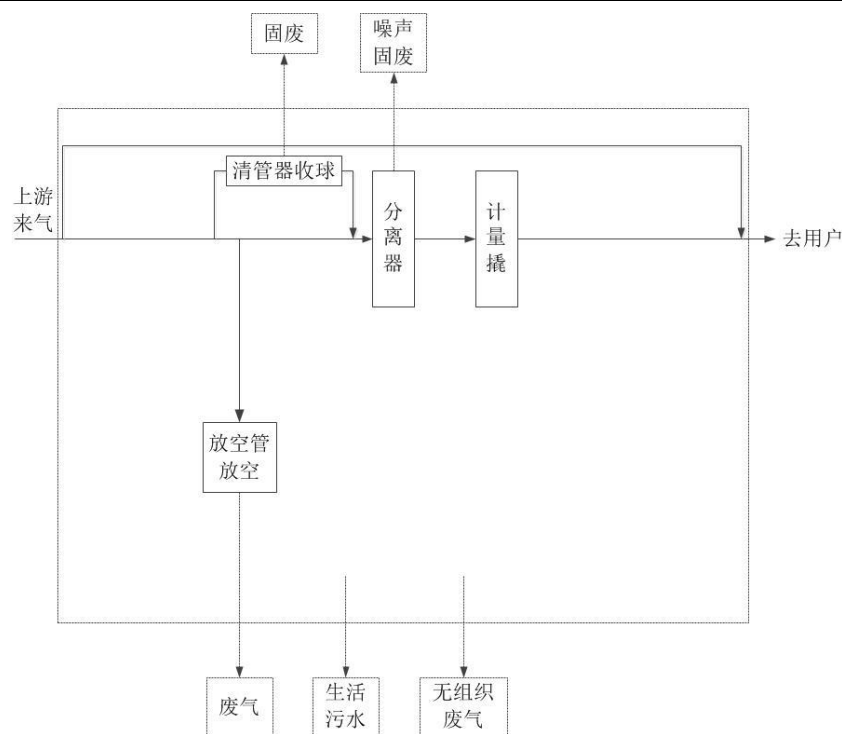 固废
噪声
固废
清管器收球
上游
来气
分
离
器
计
量
撬
去用户
放空管
放空
废气
生活
污水
无组织
废气